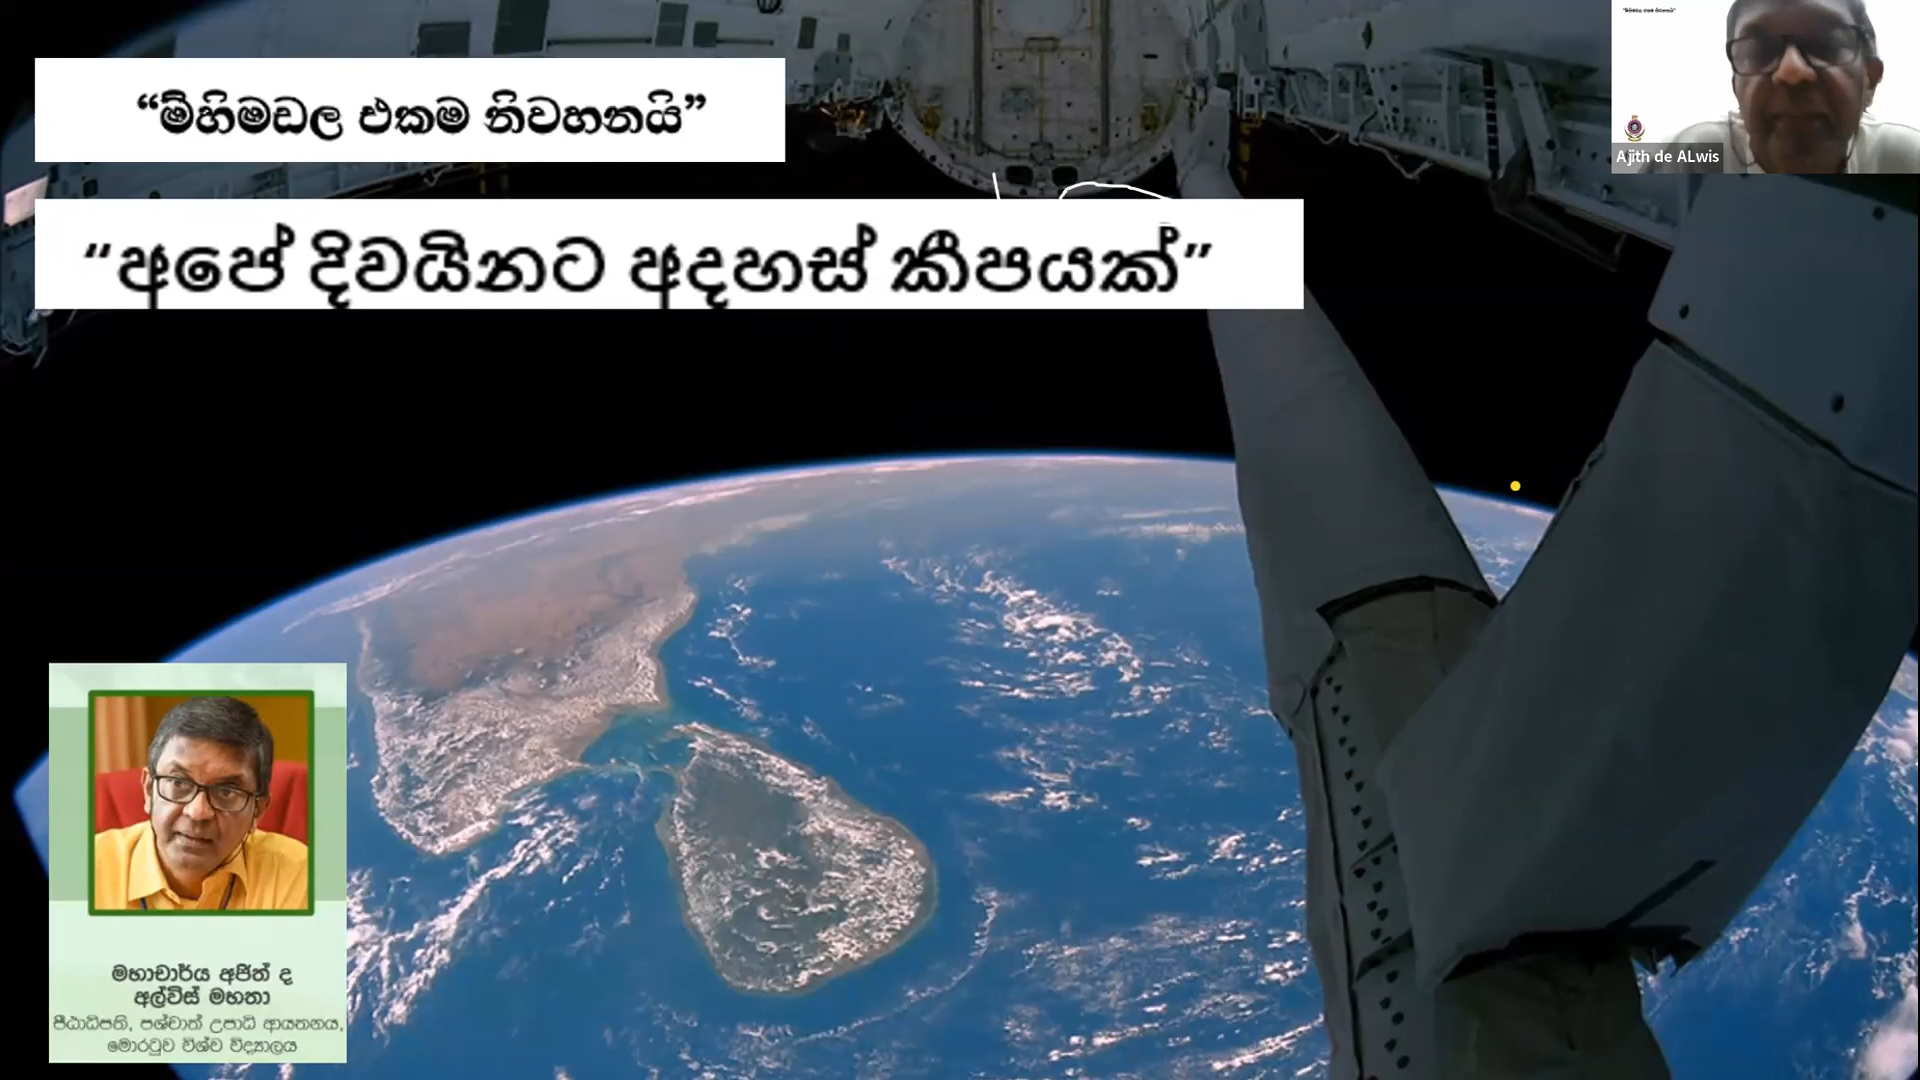 “මිහිමඩල එකම නිවහනයි”
“අපේ දිවයිනට අදහස් කීපයක්”
Ajith de ALwis
මහාචාර්ය අජිත් ද
අල්විස් මහතා
පීඨාධිපති, පශ්චාත් උපාධි ආයතනය,
මොරටුව විශ්ව විද්‍යාලය